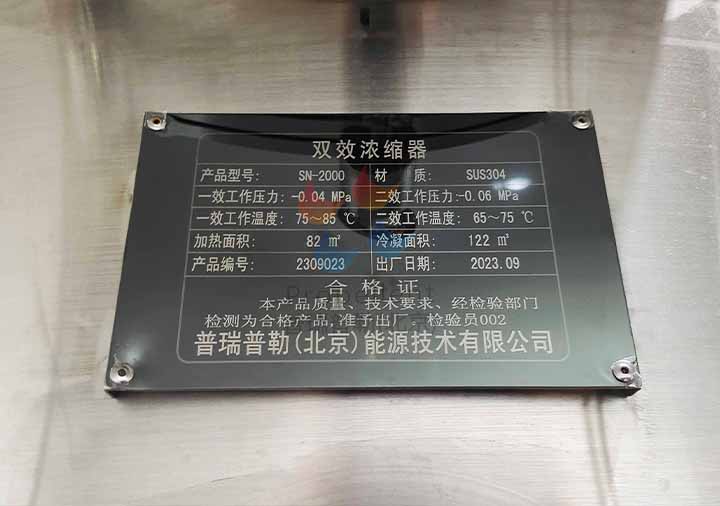 双效浓缩器
产品型号: SN-2000 材 质: SUS304
一效工作压力:-0.04 MPa 二效工作压力:-0.06 MPa
一效工作温度: 75~85 ℃ 二效工作温度: 65~75 ℃
加热面积: 82 ㎡ 冷凝面积: 122 ㎡
产品编号: 2309023 出厂日期: 2023.09
合 格 证
本产品质量、技术要求、经检验部门
检测为合格产品,准予出厂 检验员002
普瑞普勒(北京)能源技术有限公司